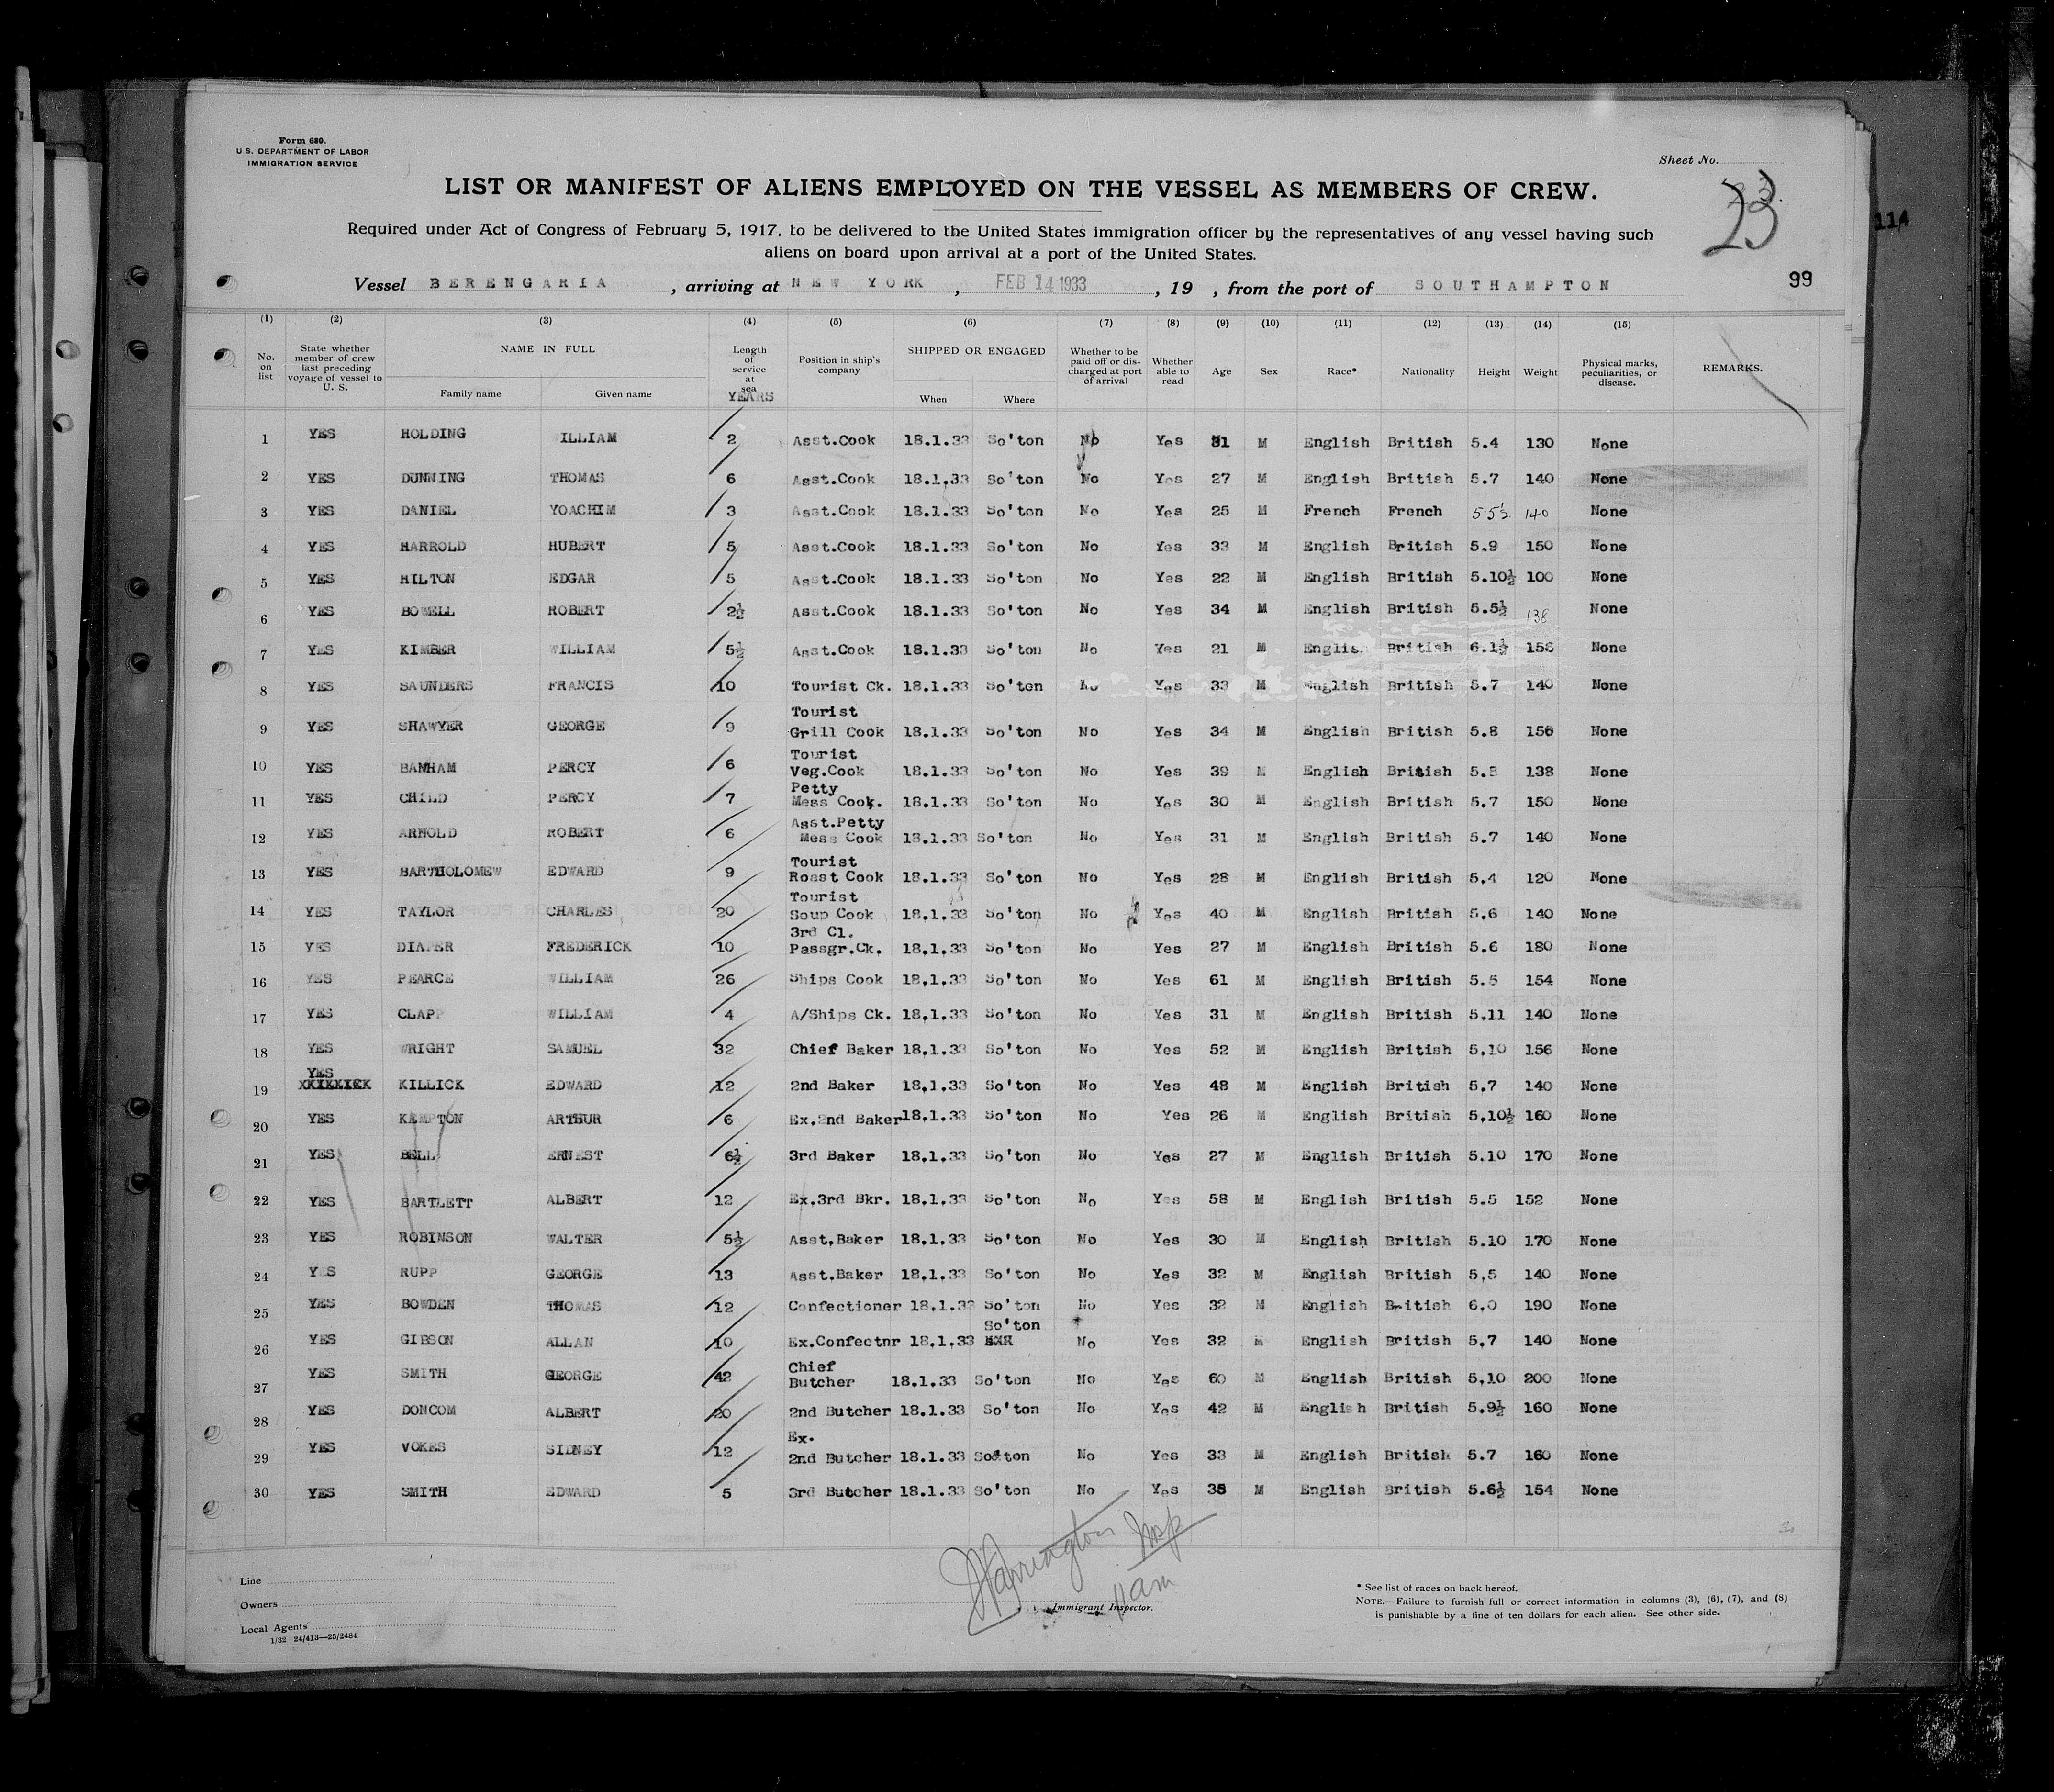 Form 680.
U.S. DEPARTMENT OF LABOR
IMMIGRATION SERVICE
Sheet No.
LIST OR MANIFEST OF ALIENS EMPLOYED ON THE VESSEL AS MEMBERS OF CREW.
23
114
Required under Act of Congress of February 5, 1917, to be delivered to the United States immigration officer by the representatives of any vessel having such
aliens on board upon arrival at a port of the United States.
99
Vessel BERENGARIA, arriving at NEW YORK, FEB 14 1933, 19 , from the port of SOUTHAMPTON
(1) (2) (3) (4) (5) (6) (7) (8) (9) (10) (11) (12) (13) (14) (15)
No. on list State whether member of crew last preceding voyage of vessel to U. S. NAME IN FULL Family name Given name Length of service at sea YEARS Position in ship's company SHIPPED OR ENGAGED When Where Whether to be paid off or discharged at port of arrival Whether able to read Age Sex Race* Nationality Height Weight Physical marks, peculiarities, or disease. REMARKS.
1 YES HOLDING ILLIAM 2 Asst.Cook 18.1.33 So'ton No Yes 31 M English British 5.4 130 None
2 YES DUNNING THOMAS 6 Asst.Cook 18.1.33 So'ton No Yes 27 M English British 5.7 140 None
3 YES DANIEL YOACHIM 3 Asst.Cook 18.1.33 So'ton No Yes 25 M French French 5.5½ 140 None
4 YES HARROLD HUBERT 5 Asst.Cook 18.1.33 So'ton No Yes 33 M English British 5.9 150 None
5 YES HILTON EDGAR 5 Asst.Cook 18.1.33 So'ton No Yes 22 M English British 5.10½ 100 None
6 YES BOWELL ROBERT 2½ Asst.Cook 18.1.33 So'ton No Yes 34 M English British 5.5½ 138 None
7 YES KIMBER WILLIAM 5½ Asst.Cook 18.1.33 So'ton No Yes 21 M English British 6.1½ 156 None
8 YES SAUNDERS FRANCIS 10 Tourist Ck. 18.1.33 So'ton No Yes 33 M English British 5.7 140 None
9 YES SHAWYER GEORGE 9 Tourist Grill Cook 18.1.33 So'ton No Yes 34 M English British 5.8 156 None
10 YES BANHAM PERCY 6 Tourist Veg.Cook 18.1.33 So'ton No Yes 39 M English British 5.8 138 None
11 YES CHILD PERCY 7 Petty Mess Cook. 18.1.33 So'ton No Yes 30 M English British 5.7 150 None
12 YES ARNOLD ROBERT 6 Asst.Petty Mess Cook 18.1.33 So'ton No Yes 31 M English British 5.7 140 None
13 YES BARTHOLOMEW EDWARD 9 Tourist Roast Cook 18.1.33 So'ton No Yes 28 M English British 5.4 120 None
14 YES TAYLOR CHARLES 20 Tourist Soup Cook 18.1.33 So'ton No Yes 40 M English British 5.6 140 None
15 YES DIAPER FREDERICK 10 3rd Cl. Passgr.Ck. 18.1.33 So'ton No Yes 27 M English British 5.6 180 None
16 YES PEARCE WILLIAM 26 Ships Cook 18.1.33 So'ton No Yes 61 M English British 5.5 154 None
17 YES CLAPP WILLIAM 4 A/Ships Ck. 18.1.33 So'ton No Yes 31 M English British 5.11 140 None
18 YES WRIGHT SAMUEL 32 Chief Baker 18.1.33 So'ton No Yes 52 M English British 5.10 156 None
19 YES KILLICK EDWARD 12 2nd Baker 18.1.33 So'ton No Yes 48 M English British 5.7 140 None
20 YES KEMPTON ARTHUR 6 Ex.2nd Baker 18.1.33 So'ton No Yes 26 M English British 5.10½ 160 None
21 YES BELL ERNEST 6½ 3rd Baker 18.1.33 So'ton No Yes 27 M English British 5.10 170 None
22 YES BARTLETT ALBERT 12 Ex.3rd Bkr. 18.1.33 So'ton No Yes 58 M English British 5.5 152 None
23 YES ROBINSON WALTER 5½ Asst.Baker 18.1.33 So'ton No Yes 30 M English British 5.10 170 None
24 YES RUPP GEORGE 13 Asst.Baker 18.1.33 So'ton No Yes 32 M English British 5.5 140 None
25 YES BOWDEN THOMAS 12 Confectioner 18.1.33 So'ton No Yes 32 M English British 6.0 190 None
26 YES GIBSON ALLAN 10 Ex.Confectnr 18.1.33 So'ton No Yes 32 M English British 5.7 140 None
27 YES SMITH GEORGE 42 Chief Butcher 18.1.33 So'ton No Yes 60 M English British 5.10 200 None
28 YES DONCOM ALBERT 20 2nd Butcher 18.1.33 So'ton No Yes 42 M English British 5.9½ 160 None
29 YES VOKES SIDNEY 12 Ex. 2nd Butcher 18.1.33 So'ton No Yes 33 M English British 5.7 160 None
30 YES SMITH EDWARD 5 3rd Butcher 18.1.33 So'ton No Yes 35 M English British 5.6½ 154 None
Line
Owners
Local Agents
1/32 24/413—25/2484
Immigrant Inspector.
* See list of races on back hereof.
NOTE.—Failure to furnish full or correct information in columns (3), (6), (7), and (8)
is punishable by a fine of ten dollars for each alien. See other side.